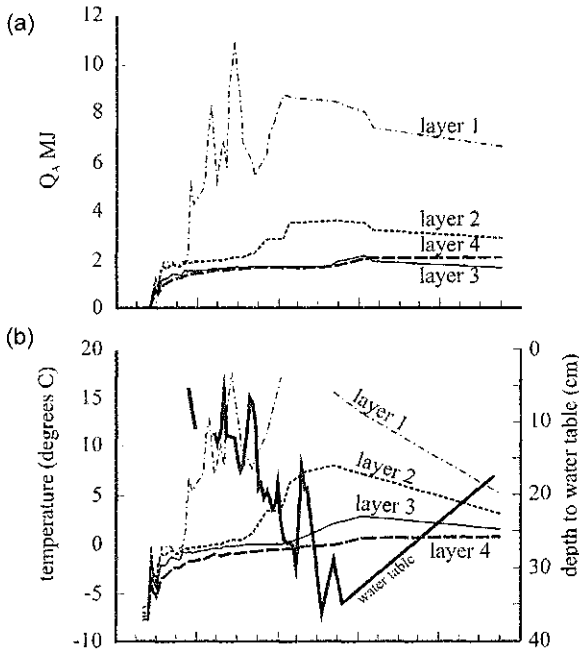 (a)
12
10
8
6
4
2
0
Q_A MJ
layer 1
layer 2
layer 4
layer 3
(b)
20
15
10
5
0
-5
-10
temperature (degrees C)
layer 1
layer 2
layer 3
layer 4
water table
0
10
20
30
40
depth to water table (cm)